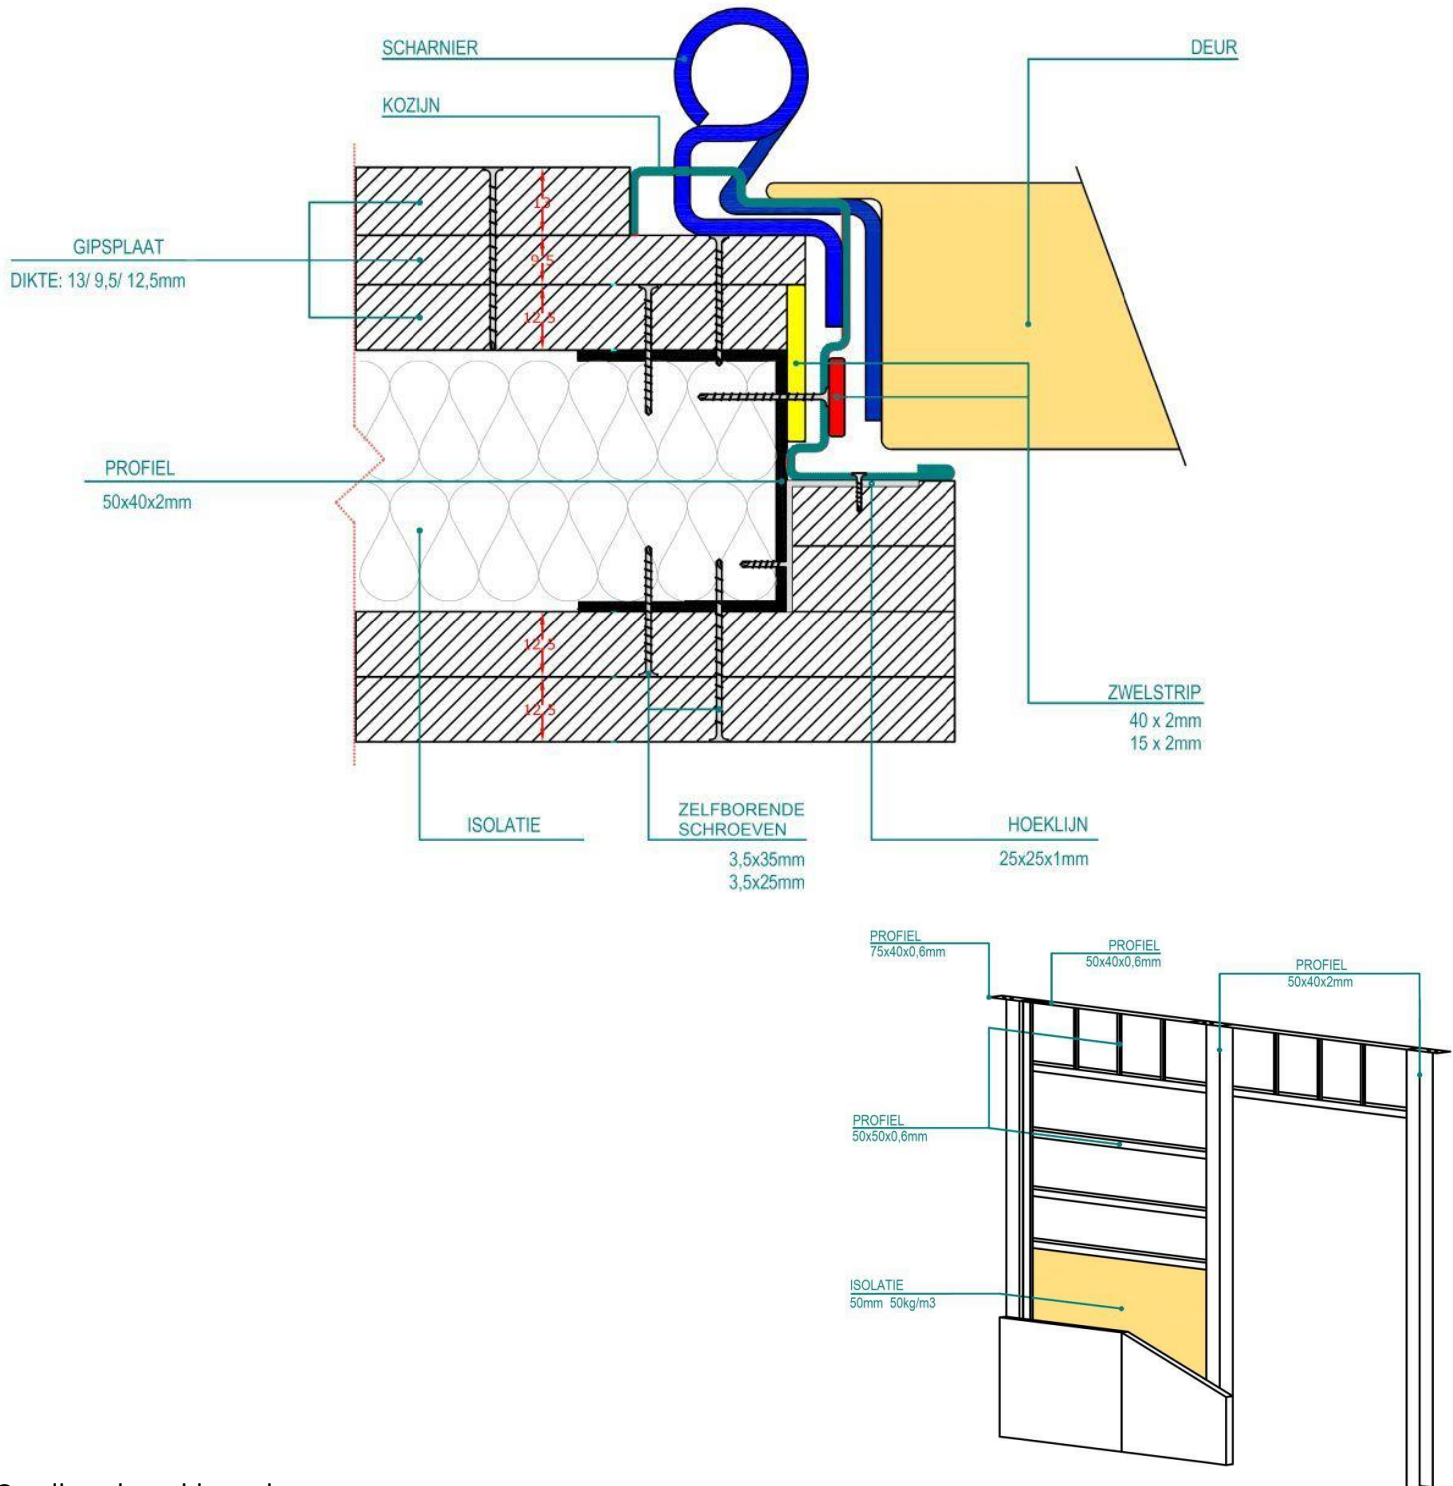 SCHARNIER
DEUR
KOZIJN
13
GIPSPLAAT
DIKTE: 13/ 9,5/ 12,5mm
9,5
12,5
PROFIEL
50x40x2mm
12,5
12,5
ZWELSTRIP
40 x 2mm
15 x 2mm
ISOLATIE
ZELFBORENDE
SCHROEVEN
3,5x35mm
3,5x25mm
HOEKLIJN
25x25x1mm
PROFIEL
75x40x0,6mm
PROFIEL
50x40x0,6mm
PROFIEL
50x40x2mm
PROFIEL
50x50x0,6mm
ISOLATIE
50mm 50kg/m3